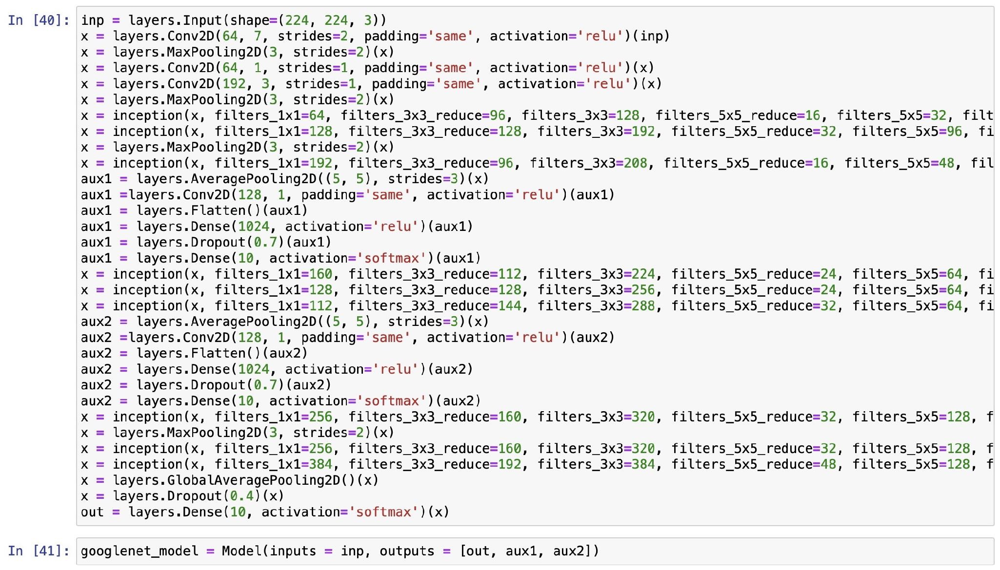 In [40]:
inp = layers.Input(shape=(224, 224, 3))
x = layers.Conv2D(64, 7, strides=2, padding='same', activation='relu')(inp)
x = layers.MaxPooling2D(3, strides=2)(x)
x = layers.Conv2D(64, 1, strides=1, padding='same', activation='relu')(x)
x = layers.Conv2D(192, 3, strides=1, padding='same', activation='relu')(x)
x = layers.MaxPooling2D(3, strides=2)(x)
x = inception(x, filters_1x1=64, filters_3x3_reduce=96, filters_3x3=128, filters_5x5_reduce=16, filters_5x5=32, filt
x = inception(x, filters_1x1=128, filters_3x3_reduce=128, filters_3x3=192, filters_5x5_reduce=32, filters_5x5=96, fi
x = layers.MaxPooling2D(3, strides=2)(x)
x = inception(x, filters_1x1=192, filters_3x3_reduce=96, filters_3x3=208, filters_5x5_reduce=16, filters_5x5=48, fil
aux1 = layers.AveragePooling2D((5, 5), strides=3)(x)
aux1 =layers.Conv2D(128, 1, padding='same', activation='relu')(aux1)
aux1 = layers.Flatten()(aux1)
aux1 = layers.Dense(1024, activation='relu')(aux1)
aux1 = layers.Dropout(0.7)(aux1)
aux1 = layers.Dense(10, activation='softmax')(aux1)
x = inception(x, filters_1x1=160, filters_3x3_reduce=112, filters_3x3=224, filters_5x5_reduce=24, filters_5x5=64, fi
x = inception(x, filters_1x1=128, filters_3x3_reduce=128, filters_3x3=256, filters_5x5_reduce=24, filters_5x5=64, fi
x = inception(x, filters_1x1=112, filters_3x3_reduce=144, filters_3x3=288, filters_5x5_reduce=32, filters_5x5=64, fi
aux2 = layers.AveragePooling2D((5, 5), strides=3)(x)
aux2 =layers.Conv2D(128, 1, padding='same', activation='relu')(aux2)
aux2 = layers.Flatten()(aux2)
aux2 = layers.Dense(1024, activation='relu')(aux2)
aux2 = layers.Dropout(0.7)(aux2)
aux2 = layers.Dense(10, activation='softmax')(aux2)
x = inception(x, filters_1x1=256, filters_3x3_reduce=160, filters_3x3=320, filters_5x5_reduce=32, filters_5x5=128, f
x = layers.MaxPooling2D(3, strides=2)(x)
x = inception(x, filters_1x1=256, filters_3x3_reduce=160, filters_3x3=320, filters_5x5_reduce=32, filters_5x5=128, f
x = inception(x, filters_1x1=384, filters_3x3_reduce=192, filters_3x3=384, filters_5x5_reduce=48, filters_5x5=128, f
x = layers.GlobalAveragePooling2D()(x)
x = layers.Dropout(0.4)(x)
out = layers.Dense(10, activation='softmax')(x)
In [41]:
googlenet_model = Model(inputs = inp, outputs = [out, aux1, aux2])